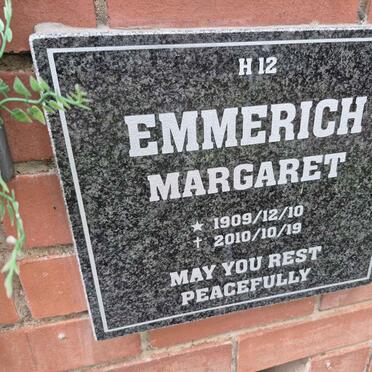 H 12
EMMERICH
MARGARET
★ 1909/12/10
✝ 2010/10/19
MAY YOU REST
PEACEFULLY